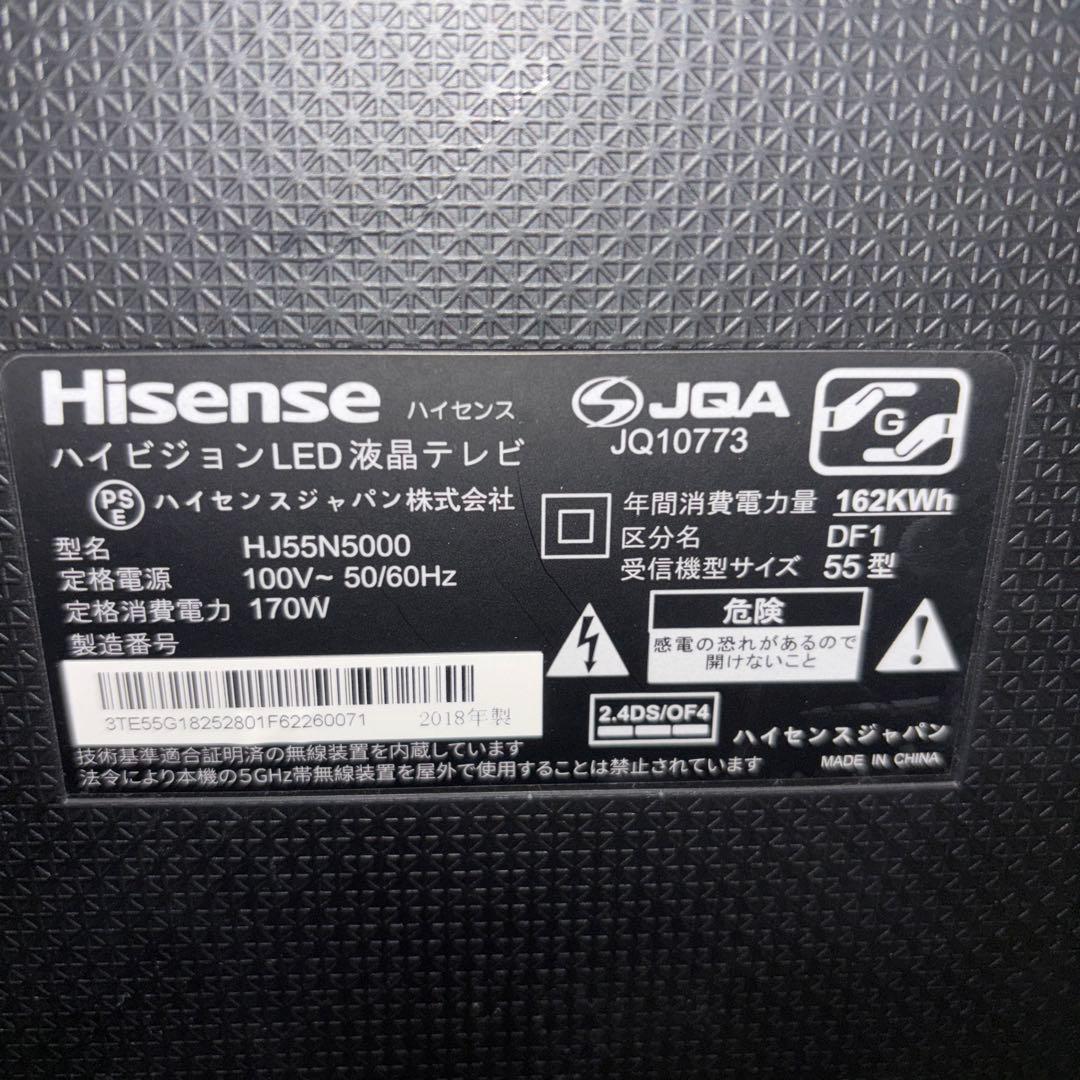 Hisense ハイセンス
ハイビジョンLED液晶テレビ
PS
E
ハイセンスジャパン株式会社
型名 HJ55N5000
定格電源 100V~ 50/60Hz
定格消費電力 170W
製造番号
3TE55G18252801F62260071 2018年製
技術基準適合証明済の無線装置を内蔵しています
法令により本機の5GHz帯無線装置を屋外で使用することは禁止されています
JQA
JQ10773
G
年間消費電力量 162KWh
区分名 DF1
受信機型サイズ 55型
危険
感電の恐れがあるので
開けないこと
2.4DS/OF4
ハイセンスジャパン
MADE IN CHINA